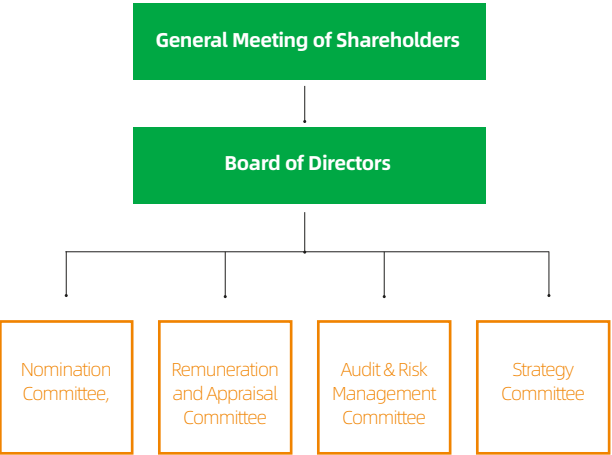 General Meeting of Shareholders
Board of Directors
Nomination
Committee,
Remuneration
and Appraisal
Committee
Audit & Risk
Management
Committee
Strategy
Committee